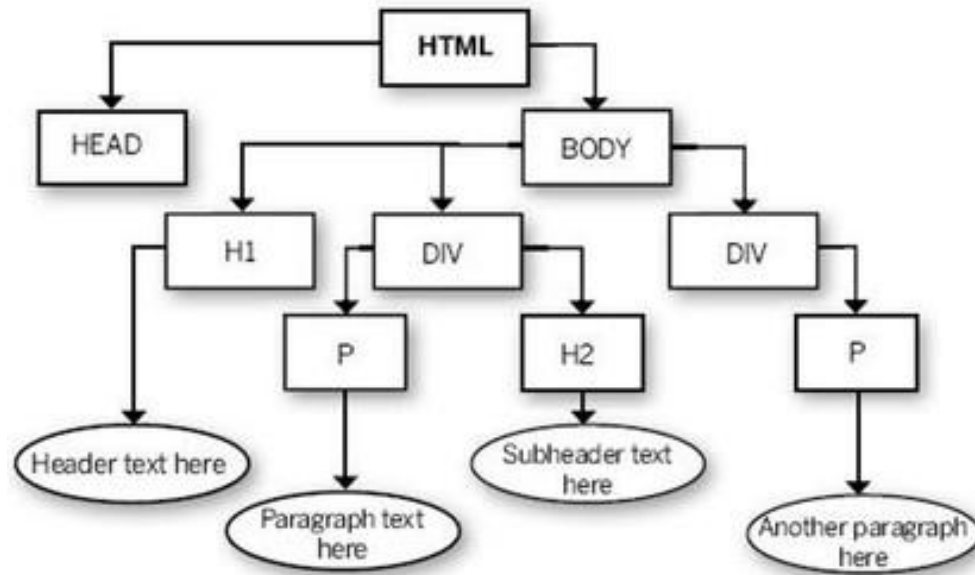 HTML
HEAD
BODY
H1
DIV
DIV
P
H2
P
Header text here
Subheader text
here
Paragraph text
here
Another paragraph
here